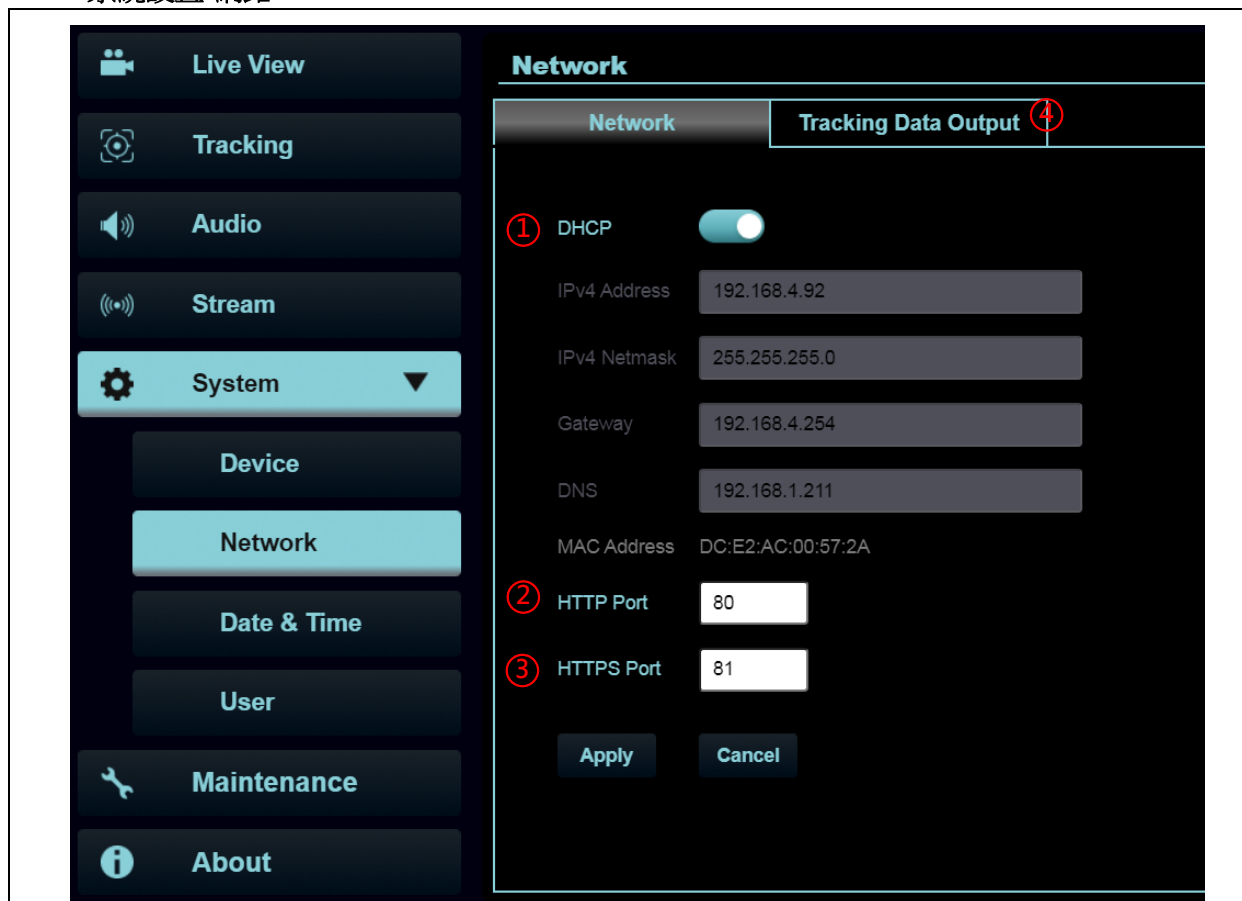 Live View
Tracking
Audio
Stream
System
Device
Network
Date & Time
User
Maintenance
About
Network
Network
Tracking Data Output ④
① DHCP
IPv4 Address 192.168.4.92
IPv4 Netmask 255.255.255.0
Gateway 192.168.4.254
DNS 192.168.1.211
MAC Address DC:E2:AC:00:57:2A
② HTTP Port 80
③ HTTPS Port 81
Apply Cancel